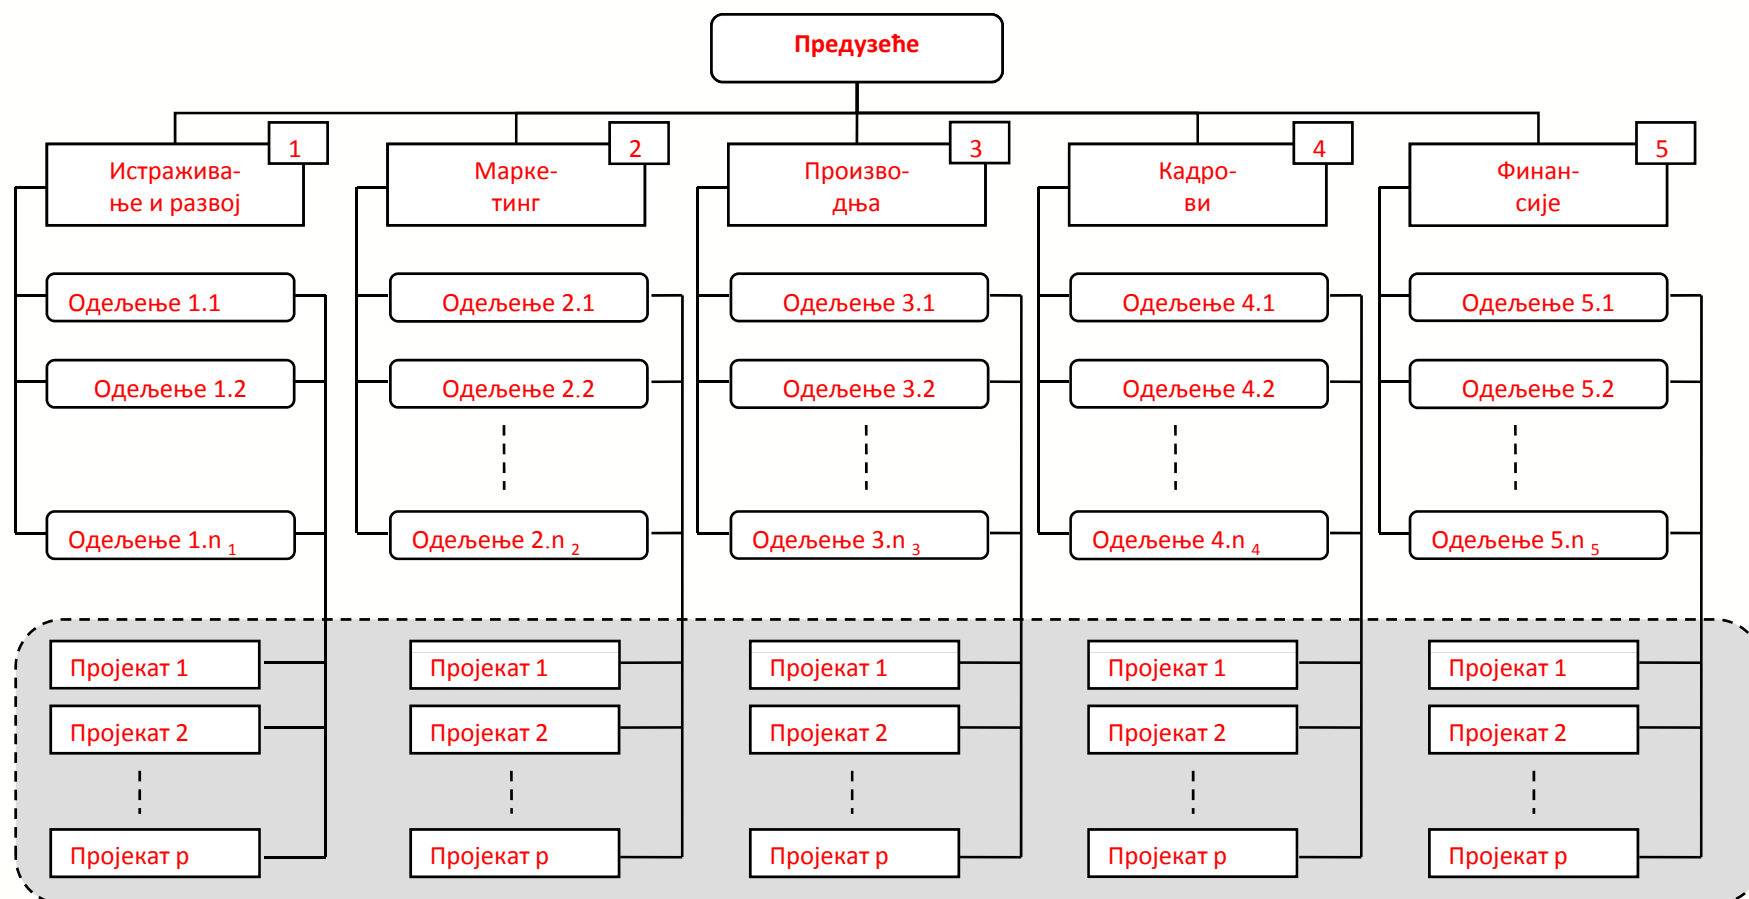 Предузеће
1
2
3
4
5
Истражива-
ње и развој
Марке-
тинг
Произво-
дња
Кадро-
ви
Финан-
сије
Одељење 1.1
Одељење 2.1
Одељење 3.1
Одељење 4.1
Одељење 5.1
Одељење 1.2
Одељење 2.2
Одељење 3.2
Одељење 4.2
Одељење 5.2
Одељење 1.n 1
Одељење 2.n 2
Одељење 3.n 3
Одељење 4.n 4
Одељење 5.n 5
Пројекат 1
Пројекат 1
Пројекат 1
Пројекат 1
Пројекат 1
Пројекат 2
Пројекат 2
Пројекат 2
Пројекат 2
Пројекат 2
Пројекат р
Пројекат р
Пројекат р
Пројекат р
Пројекат р